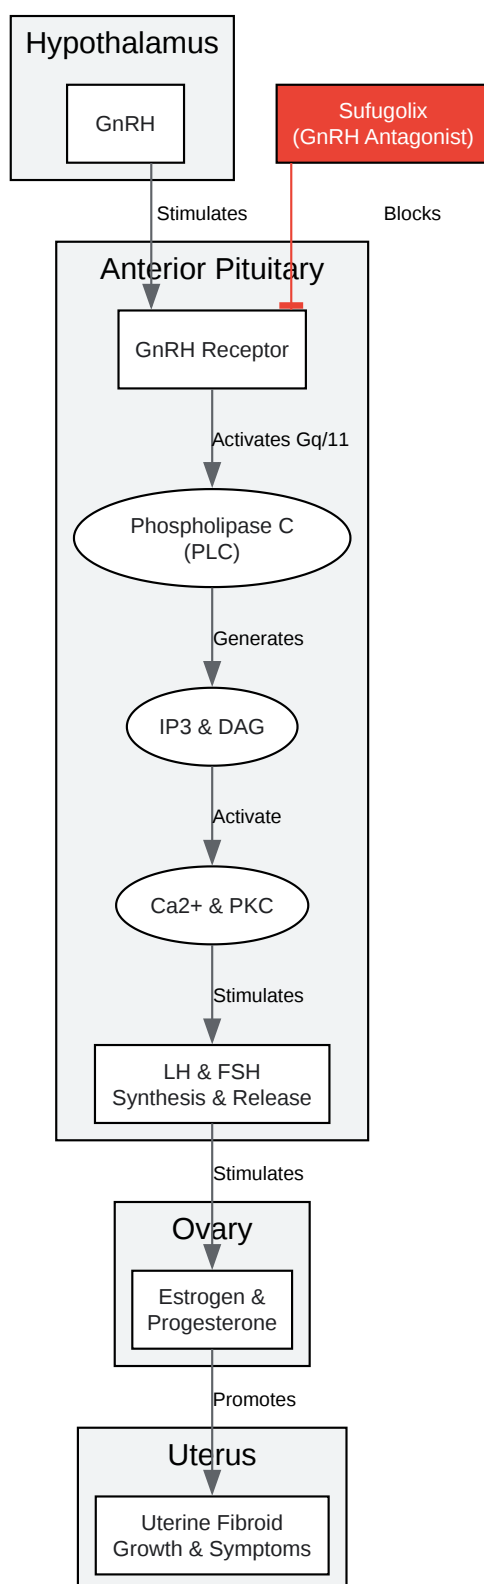 Hypothalamus
GnRH
Sufugolix
(GnRH Antagonist)
Stimulates
Blocks
Anterior Pituitary
GnRH Receptor
Activates Gq/11
Phospholipase C
(PLC)
Generates
IP3 & DAG
Activate
Ca2+ & PKC
Stimulates
LH & FSH
Synthesis & Release
Stimulates
Ovary
Estrogen &
Progesterone
Promotes
Uterus
Uterine Fibroid
Growth & Symptoms